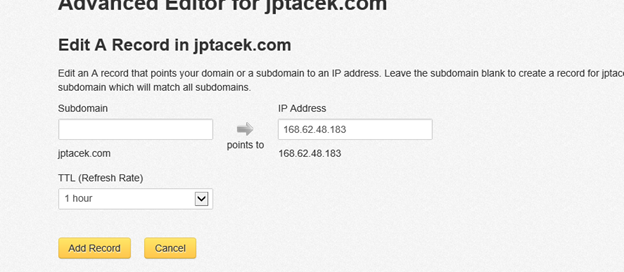 Advanced Editor for jptacek.com
Edit A Record in jptacek.com
Edit an A record that points your domain or a subdomain to an IP address. Leave the subdomain blank to create a record for
subdomain which will match all subdomains.
Subdomain
IP Address
168.62.48.183
points to
jptacek.com
168.62.48.183
TTL (Refresh Rate)
1 hour
Add Record
Cancel